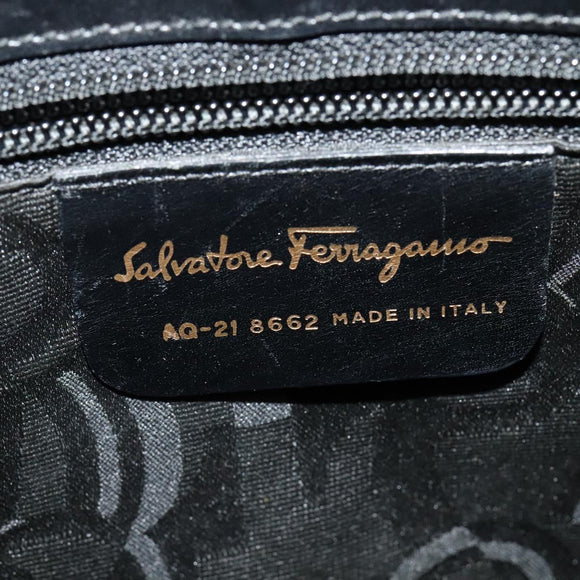 Salvatore Ferragamo
AQ-21 8662 MADE IN ITALY